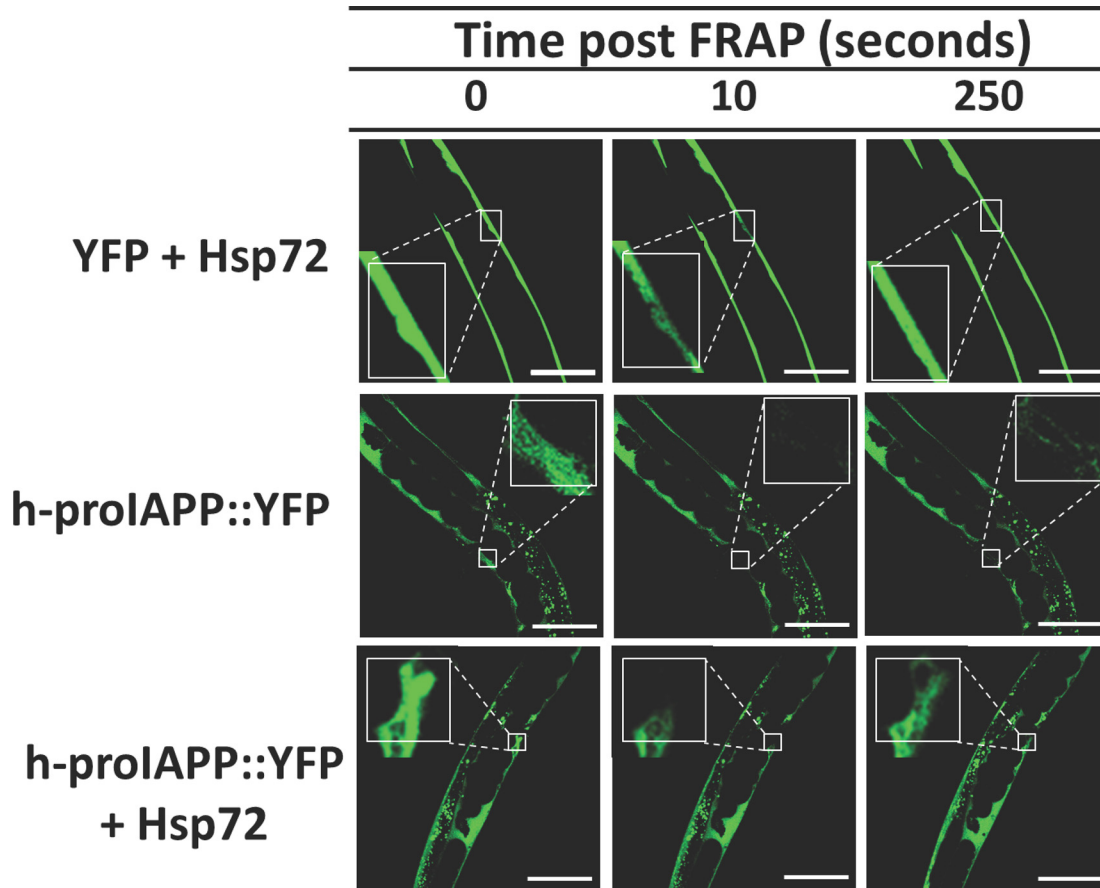 Time post FRAP (seconds)
0 10 250
YFP + Hsp72
h-proIAPP::YFP
h-proIAPP::YFP
+ Hsp72